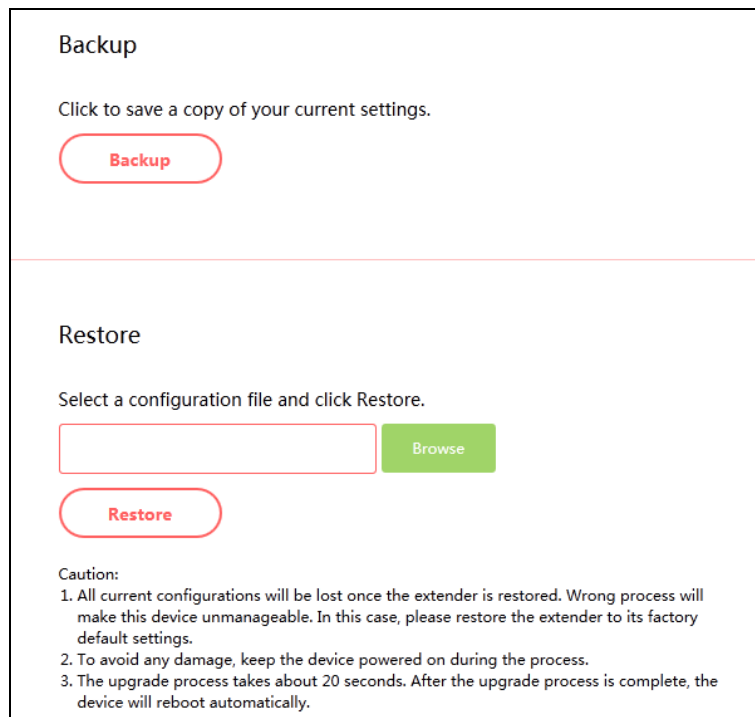 Backup
Click to save a copy of your current settings.
Backup
Restore
Select a configuration file and click Restore.
Browse
Restore
Caution:
1. All current configurations will be lost once the extender is restored. Wrong process will
make this device unmanageable. In this case, please restore the extender to its factory
default settings.
2. To avoid any damage, keep the device powered on during the process.
3. The upgrade process takes about 20 seconds. After the upgrade process is complete, the
device will reboot automatically.